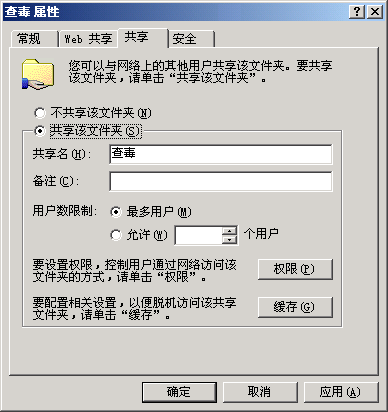 查毒 属性
常规 Web 共享 共享 安全
您可以与网络上的其他用户共享该文件夹。要共享
该文件夹，请单击“共享该文件夹”。
不共享该文件夹(N)
共享该文件夹(S)
共享名(H): 查毒
备注(C):
用户数限制: 最多用户(M)
允许(W) 个用户
要设置权限，控制用户通过网络访问该
文件夹的方式，请单击“权限”。
权限(P)
要配置相关设置，以便脱机访问该共享
文件夹，请单击“缓存”。
缓存(G)
确定 取消 应用(A)